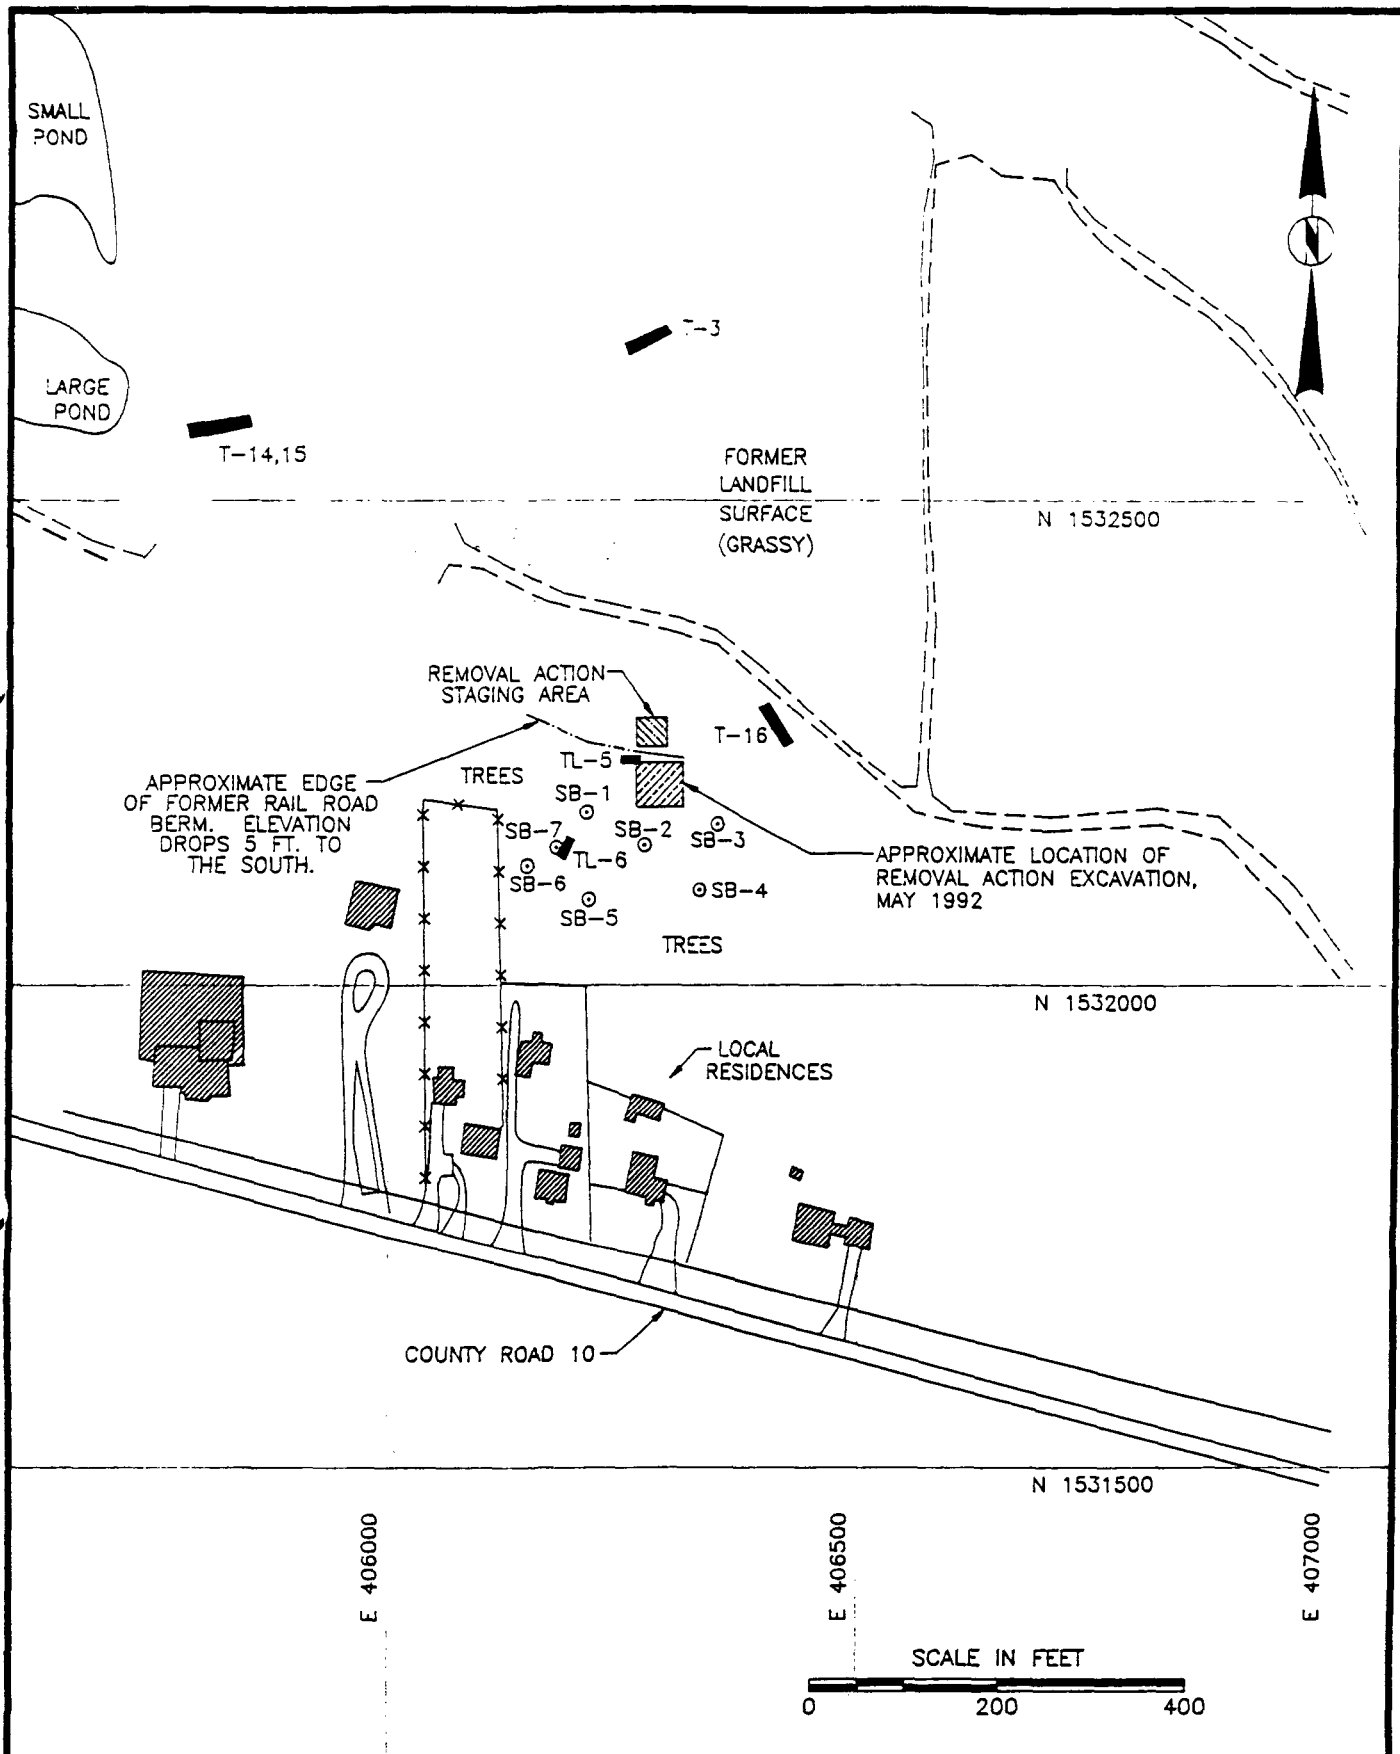 SMALL
POND
N
T-3
LARGE
POND
T-14,15
FORMER
LANDFILL
SURFACE
(GRASSY)
N 1532500
REMOVAL ACTION
STAGING AREA
T-16
TL-5
TREES
APPROXIMATE EDGE
OF FORMER RAIL ROAD
BERM. ELEVATION
DROPS 5 FT. TO
THE SOUTH.
SB-1
SB-7
SB-2
SB-3
TL-6
SB-6
SB-4
SB-5
APPROXIMATE LOCATION OF
REMOVAL ACTION EXCAVATION,
MAY 1992
TREES
N 1532000
LOCAL
RESIDENCES
COUNTY ROAD 10
N 1531500
E 406000
E 406500
E 407000
SCALE IN FEET
0 200 400